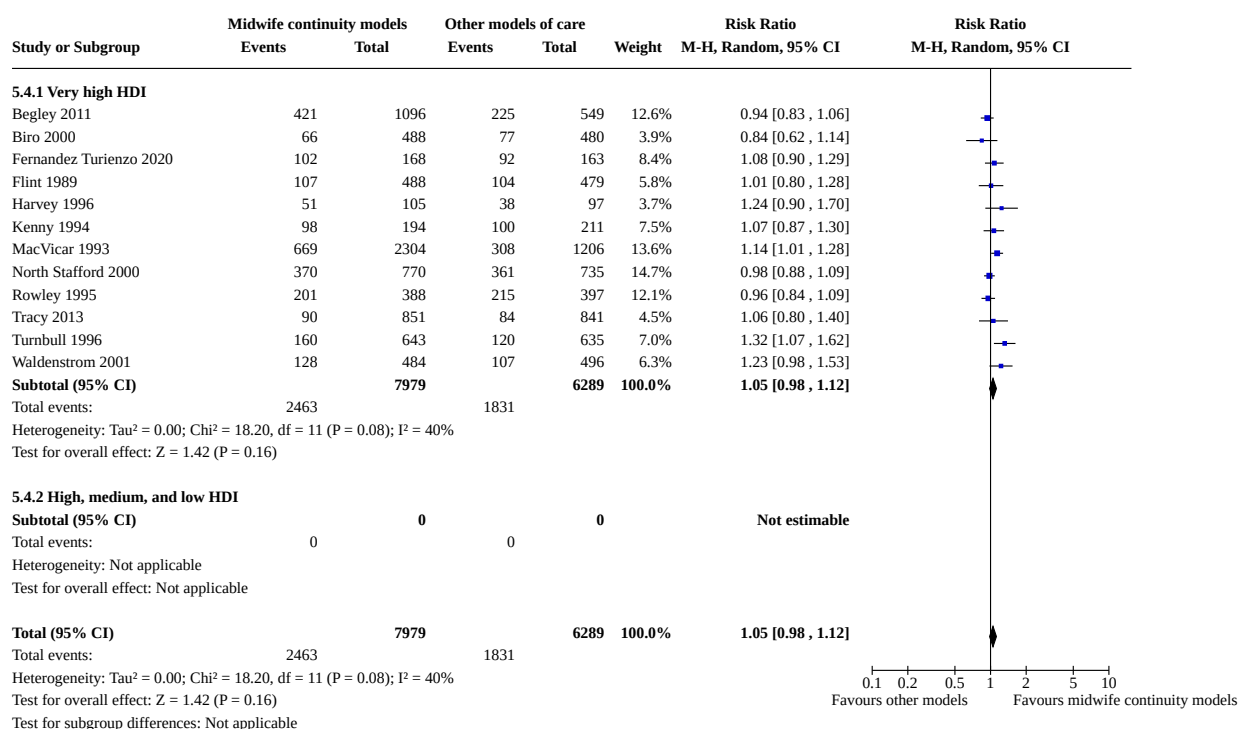 Midwife continuity models Other models of care Risk Ratio Risk Ratio
Study or Subgroup Events Total Events Total Weight M-H, Random, 95% CI M-H, Random, 95% CI
5.4.1 Very high HDI
Begley 2011 421 1096 225 549 12.6% 0.94 [0.83 , 1.06]
Biro 2000 66 488 77 480 3.9% 0.84 [0.62 , 1.14]
Fernandez Turienzo 2020 102 168 92 163 8.4% 1.08 [0.90 , 1.29]
Flint 1989 107 488 104 479 5.8% 1.01 [0.80 , 1.28]
Harvey 1996 51 105 38 97 3.7% 1.24 [0.90 , 1.70]
Kenny 1994 98 194 100 211 7.5% 1.07 [0.87 , 1.30]
MacVicar 1993 669 2304 308 1206 13.6% 1.14 [1.01 , 1.28]
North Stafford 2000 370 770 361 735 14.7% 0.98 [0.88 , 1.09]
Rowley 1995 201 388 215 397 12.1% 0.96 [0.84 , 1.09]
Tracy 2013 90 851 84 841 4.5% 1.06 [0.80 , 1.40]
Turnbull 1996 160 643 120 635 7.0% 1.32 [1.07 , 1.62]
Waldenstrom 2001 128 484 107 496 6.3% 1.23 [0.98 , 1.53]
Subtotal (95% CI) 7979 6289 100.0% 1.05 [0.98 , 1.12]
Total events: 2463 1831
Heterogeneity: Tau² = 0.00; Chi² = 18.20, df = 11 (P = 0.08); I² = 40%
Test for overall effect: Z = 1.42 (P = 0.16)
5.4.2 High, medium, and low HDI
Subtotal (95% CI) 0 0 Not estimable
Total events: 0 0
Heterogeneity: Not applicable
Test for overall effect: Not applicable
Total (95% CI) 7979 6289 100.0% 1.05 [0.98 , 1.12]
Total events: 2463 1831
Heterogeneity: Tau² = 0.00; Chi² = 18.20, df = 11 (P = 0.08); I² = 40%
0.1 0.2 0.5 1 2 5 10
Test for overall effect: Z = 1.42 (P = 0.16) Favours other models Favours midwife continuity models
Test for subgroup differences: Not applicable